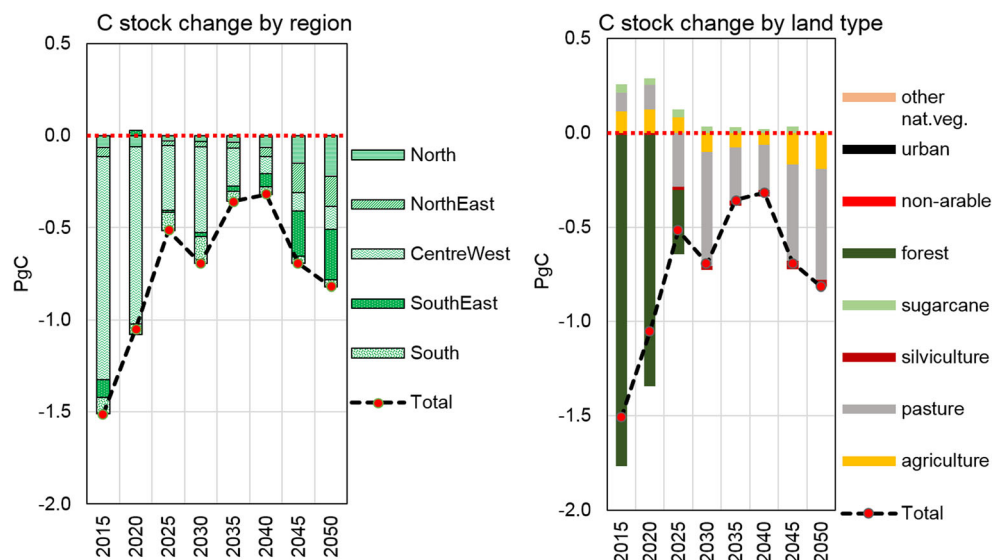 C stock change by region
0.5
0.0
-0.5
-1.0
-1.5
-2.0
PgC
2015
2020
2025
2030
2035
2040
2045
2050
North
NorthEast
CentreWest
SouthEast
South
Total
C stock change by land type
0.5
0.0
-0.5
-1.0
-1.5
-2.0
PgC
2015
2020
2025
2030
2035
2040
2045
2050
other
nat.veg.
urban
non-arable
forest
sugarcane
silviculture
pasture
agriculture
Total